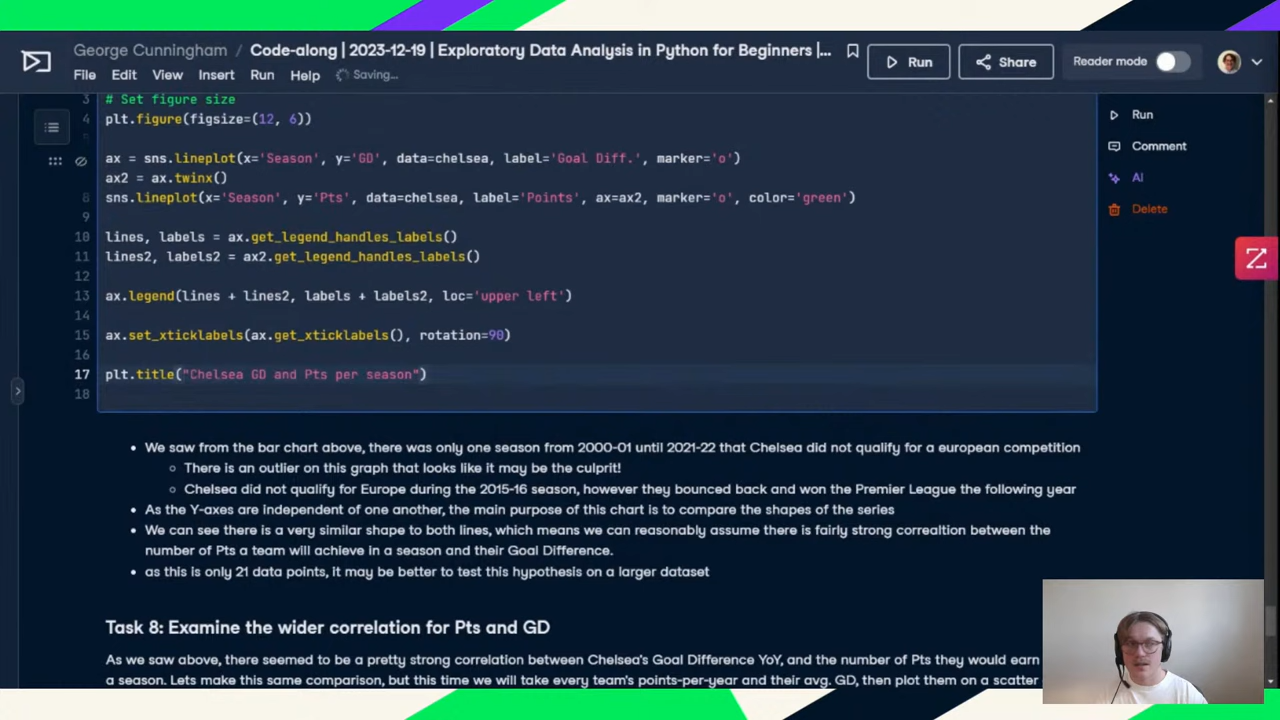 George Cunningham / Code-along | 2023-12-19 | Exploratory Data Analysis in Python for Beginners |...
Run
Share
Reader mode
File Edit View Insert Run Help Saving...
3 # Set figure size
4 plt.figure(figsize=(12, 6))
ax = sns.lineplot(x='Season', y='GD', data=chelsea, label='Goal Diff.', marker='o')
ax2 = ax.twinx()
8 sns.lineplot(x='Season', y='Pts', data=chelsea, label='Points', ax=ax2, marker='o', color='green')
9
10 lines, labels = ax.get_legend_handles_labels()
11 lines2, labels2 = ax2.get_legend_handles_labels()
12
13 ax.legend(lines + lines2, labels + labels2, loc='upper left')
14
15 ax.set_xticklabels(ax.get_xticklabels(), rotation=90)
16
17 plt.title("Chelsea GD and Pts per season")
18
Run
Comment
AI
Delete
• We saw from the bar chart above, there was only one season from 2000-01 until 2021-22 that Chelsea did not qualify for a european competition
○ There is an outlier on this graph that looks like it may be the culprit!
○ Chelsea did not qualify for Europe during the 2015-16 season, however they bounced back and won the Premier League the following year
• As the Y-axes are independent of one another, the main purpose of this chart is to compare the shapes of the series
• We can see there is a very similar shape to both lines, which means we can reasonably assume there is fairly strong correaltion between the
number of Pts a team will achieve in a season and their Goal Difference.
• as this is only 21 data points, it may be better to test this hypothesis on a larger dataset
Task 8: Examine the wider correlation for Pts and GD
As we saw above, there seemed to be a pretty strong correlation between Chelsea's Goal Difference YoY, and the number of Pts they would earn
a season. Lets make this same comparison, but this time we will take every team's points-per-year and their avg. GD, then plot them on a scatter